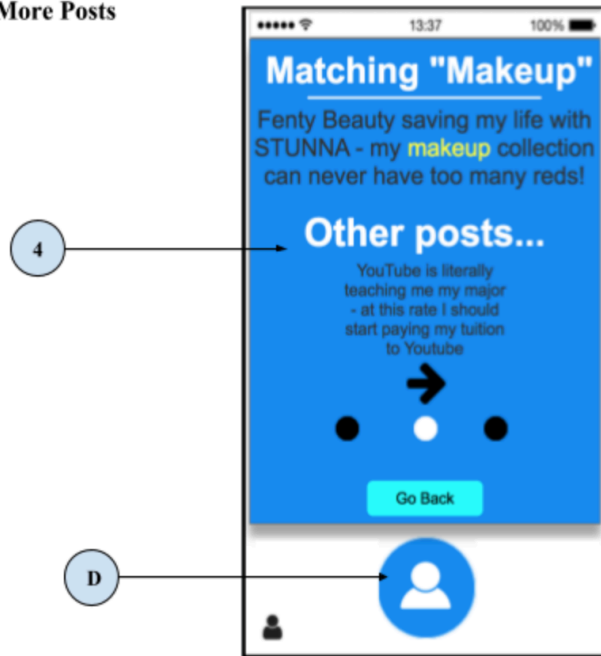 More Posts
13:37 100%
Matching "Makeup"
Fenty Beauty saving my life with
STUNNA - my makeup collection
can never have too many reds!
4
Other posts...
YouTube is literally
teaching me my major
- at this rate I should
start paying my tuition
to Youtube
Go Back
D